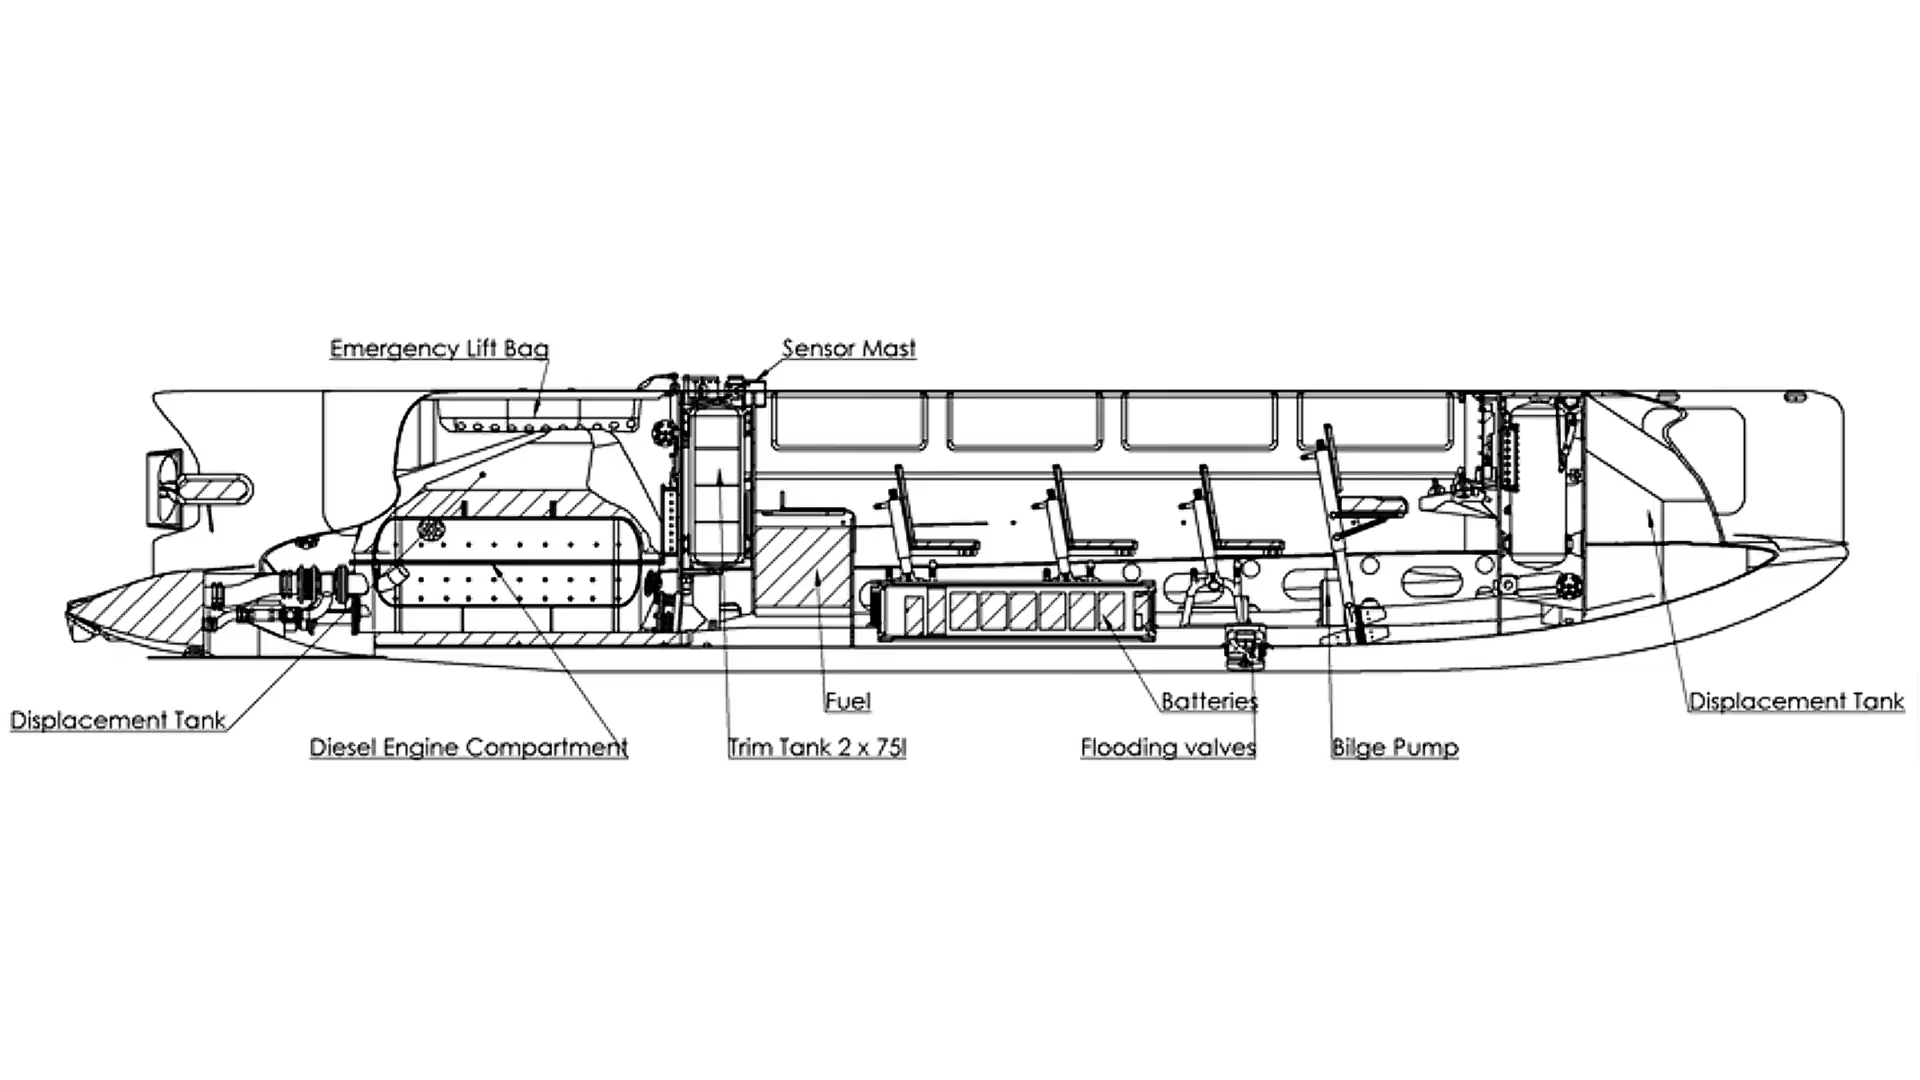 Emergency Lift Bag
Sensor Mast
Displacement Tank
Diesel Engine Compartment
Trim Tank 2 x 75l
Fuel
Batteries
Flooding valves
Bilge Pump
Displacement Tank